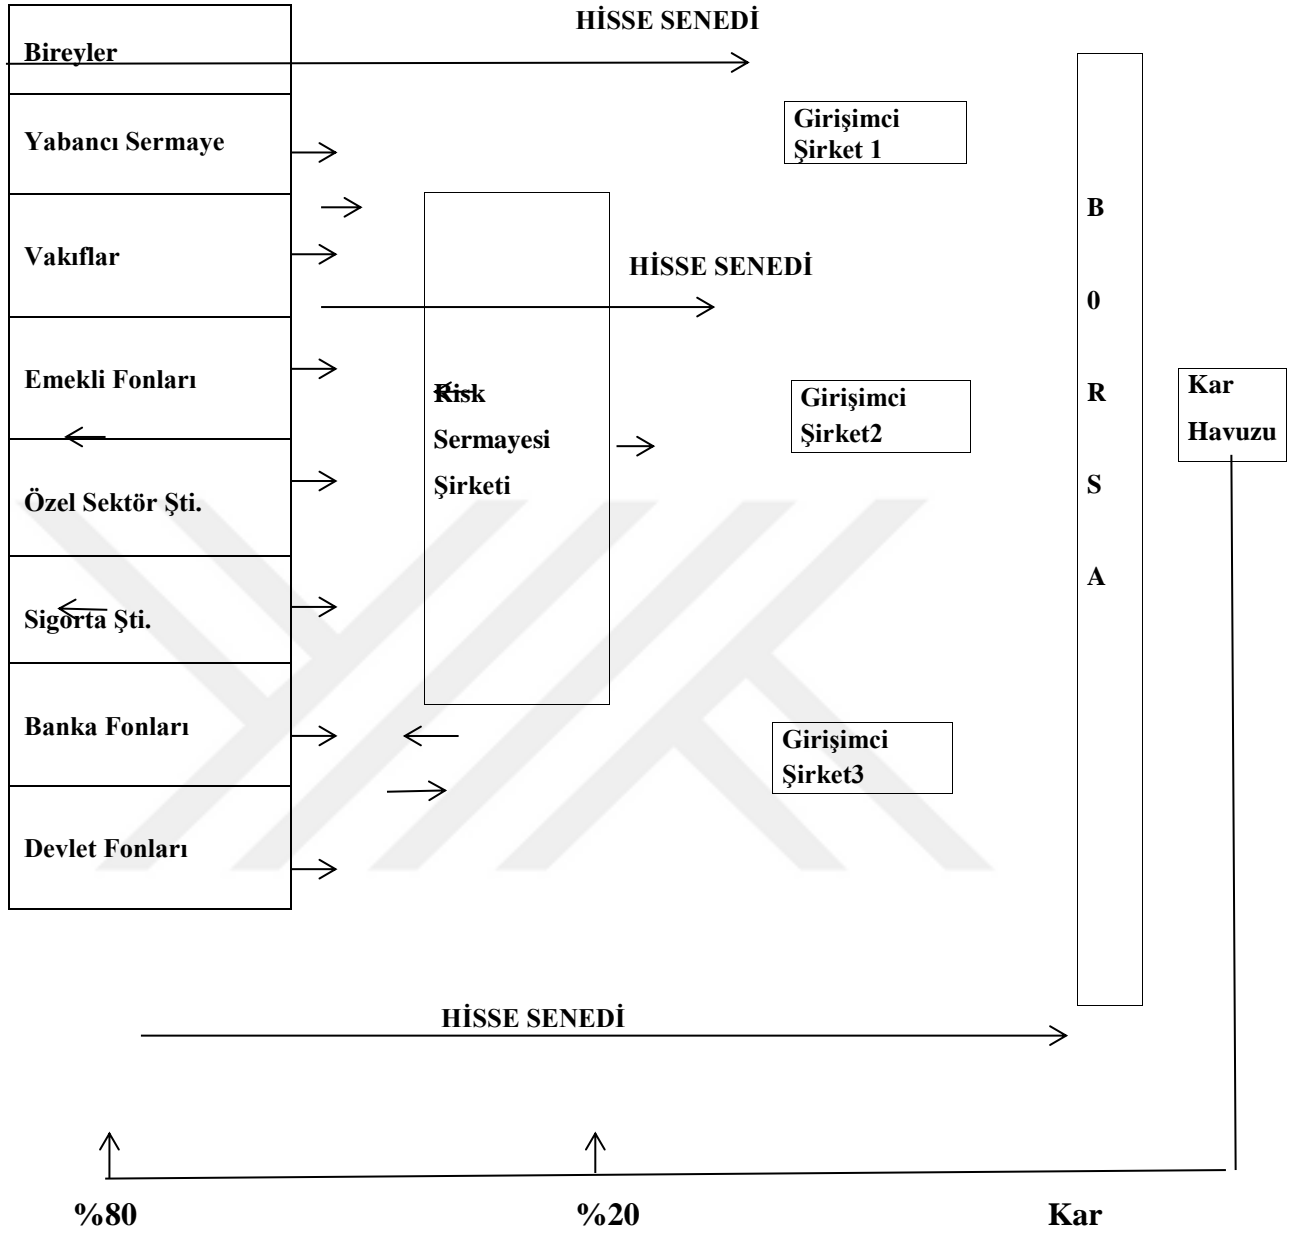 HİSSE SENEDİ
Bireyler
Yabancı Sermaye
Vakıflar
Emekli Fonları
Özel Sektör Şti.
Sigorta Şti.
Banka Fonları
Devlet Fonları
HİSSE SENEDİ
Risk
Sermayesi
Şirketi
Girişimci
Şirket 1
Girişimci
Şirket2
Girişimci
Şirket3
B
0
R
S
A
Kar
Havuzu
HİSSE SENEDİ
%80
%20
Kar